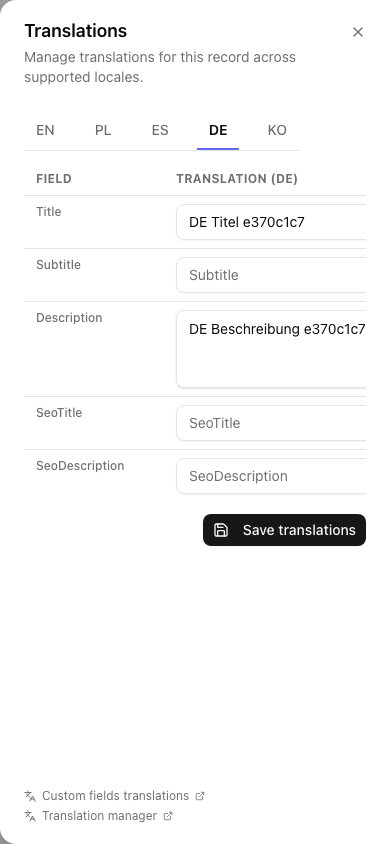 Translations
Manage translations for this record across
supported locales.
EN PL ES DE KO
FIELD TRANSLATION (DE)
Title DE Titel e370c1c7
Subtitle Subtitle
Description DE Beschreibung e370c1c7
SeoTitle SeoTitle
SeoDescription SeoDescription
Save translations
Custom fields translations
Translation manager